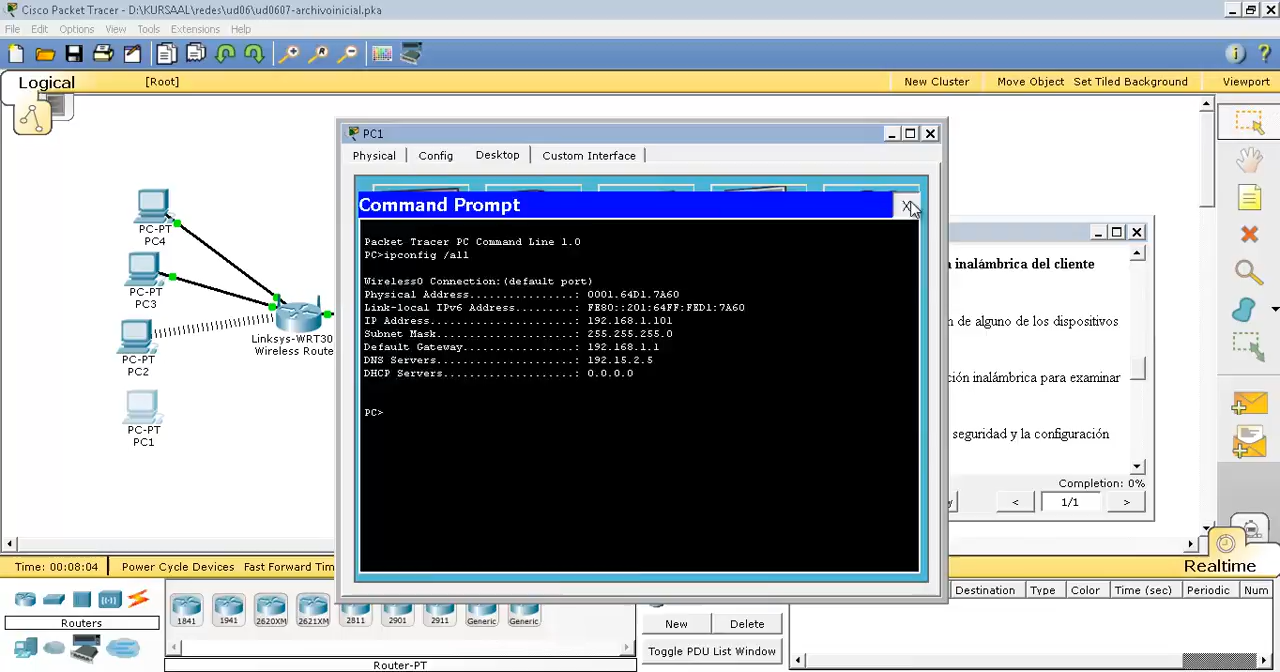 Cisco Packet Tracer - D:\KURSAAL\redes\ud06\ud0607-archivoinicial.pka
File Edit Options View Tools Extensions Help
Logical
[Root]
New Cluster
Move Object
Set Tiled Background
Viewport
PC-PT
PC4
PC-PT
PC3
PC-PT
PC2
PC-PT
PC1
Linksys-WRT30
Wireless Route
PC1
Physical
Config
Desktop
Custom Interface
Command Prompt
X
Packet Tracer PC Command Line 1.0
PC>ipconfig /all
Wireless0 Connection:(default port)
Physical Address................: 0001.64D1.7A60
Link-local IPv6 Address.........: FE80::201:64FF:FED1:7A60
IP Address......................: 192.168.1.101
Subnet Mask.....................: 255.255.255.0
Default Gateway.................: 192.168.1.1
DNS Servers.....................: 192.15.2.5
DHCP Servers....................: 0.0.0.0
PC>
inalámbrica del cliente
n de alguno de los dispositivos
ción inalámbrica para examinar
seguridad y la configuración
Completion: 0%
<
1/1
>
Time: 00:08:04
Power Cycle Devices
Fast Forward Tim
Realtime
Routers
1841
1941
2620XM
2621XM
2811
2901
2911
Generic
Generic
Router-PT
New
Delete
Toggle PDU List Window
Destination
Type
Color
Time (sec)
Periodic
Num